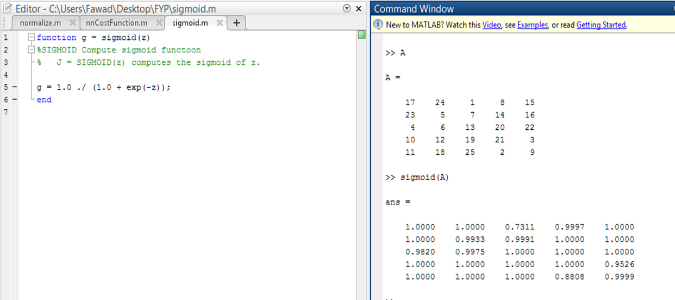 Editor - C:\Users\Fawad\Desktop\FYP\sigmoid.m
normalize.m nnCostFunction.m sigmoid.m
1 function g = sigmoid(z)
2 %SIGMOID Compute sigmoid functoon
3 % J = SIGMOID(z) computes the sigmoid of z.
4
5 g = 1.0 ./ (1.0 + exp(-z));
6 end
7
Command Window
New to MATLAB? Watch this Video, see Examples, or read Getting Started.
>> A
A =
17 24 1 8 15
23 5 7 14 16
4 6 13 20 22
10 12 19 21 3
11 18 25 2 9
>> sigmoid(A)
ans =
1.0000 1.0000 0.7311 0.9997 1.0000
1.0000 0.9933 0.9991 1.0000 1.0000
0.9820 0.9975 1.0000 1.0000 1.0000
1.0000 1.0000 1.0000 1.0000 0.9526
1.0000 1.0000 1.0000 0.8808 0.9999